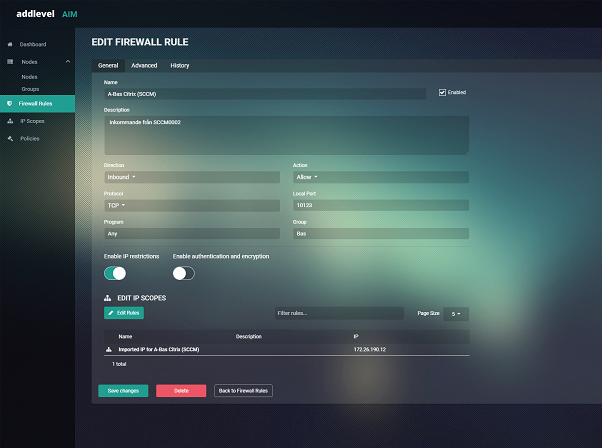 addlevel AIM
EDIT FIREWALL RULE
Dashboard
Nodes
Nodes
Groups
Firewall Rules
IP Scopes
Policies
General Advanced History
Name
A-Bas Citrix (SCCM) Enabled
Description
Inkommande från SCCM0002
Direction Action
Inbound Allow
Protocol Local Port
TCP 10123
Program Group
Any Bas
Enable IP restrictions Enable authentication and encryption
EDIT IP SCOPES
Edit Rules Filter rules... Page Size 5
Name Description IP
Imported IP for A-Bas Citrix (SCCM) 172.26.190.12
1 total
Save changes Delete Back to Firewall Rules